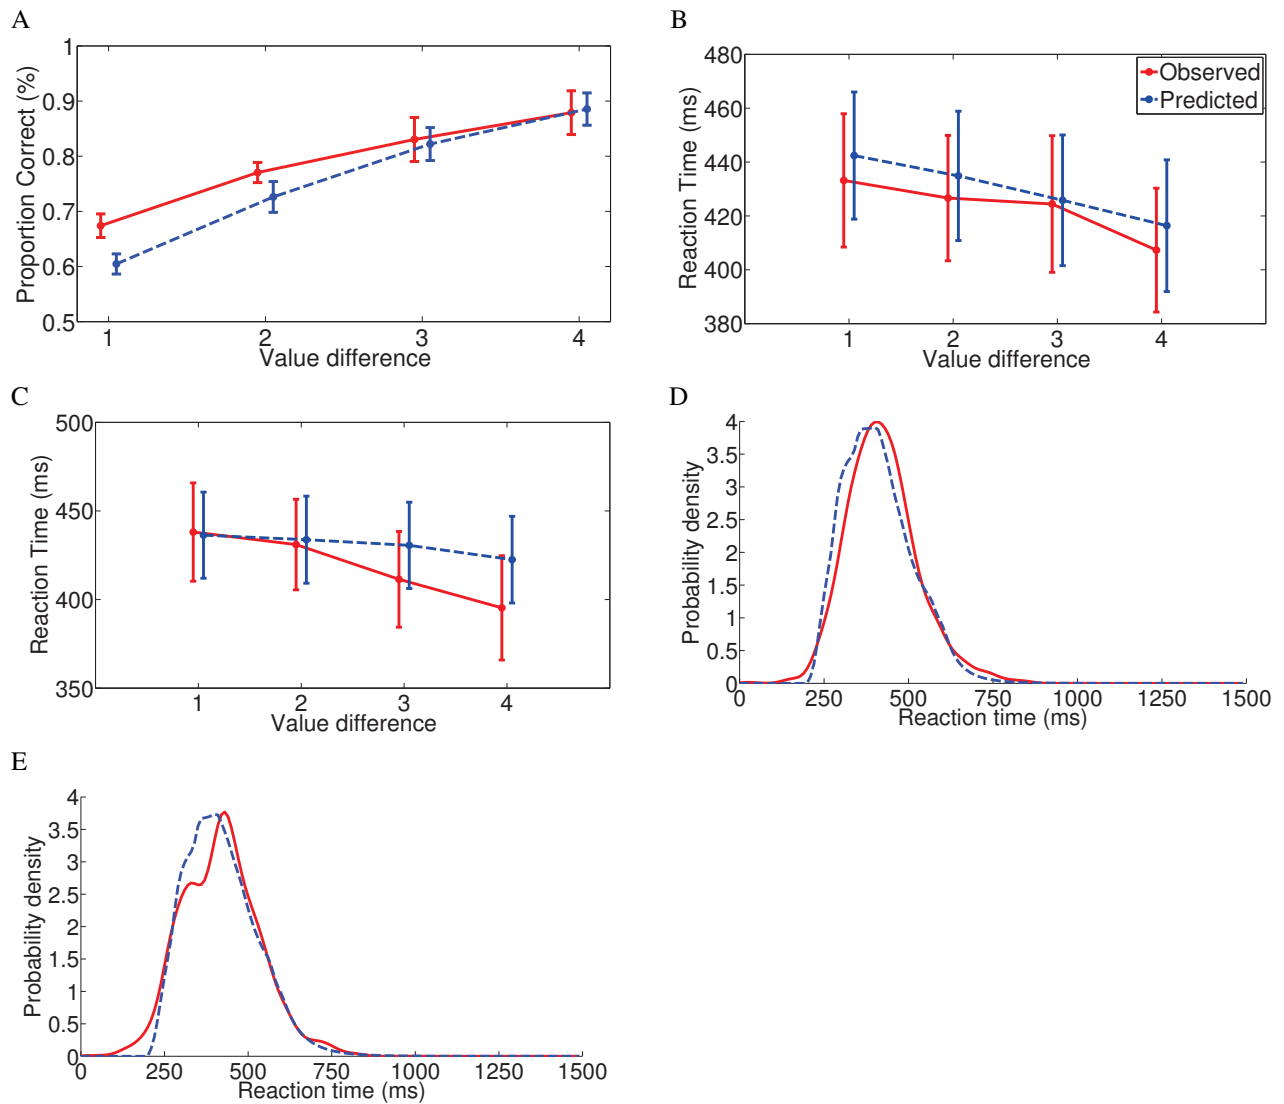 A
Proportion Correct (%)
1
0.9
0.8
0.7
0.6
0.5
1 2 3 4
Value difference
B
Reaction Time (ms)
480
460
440
420
400
380
1 2 3 4
Value difference
Observed
Predicted
C
Reaction Time (ms)
500
450
400
350
1 2 3 4
Value difference
D
Probability density
4
3.5
3
2.5
2
1.5
1
0.5
0
0 250 500 750 1000 1250 1500
Reaction time (ms)
E
Probability density
4
3.5
3
2.5
2
1.5
1
0.5
0
0 250 500 750 1000 1250 1500
Reaction time (ms)